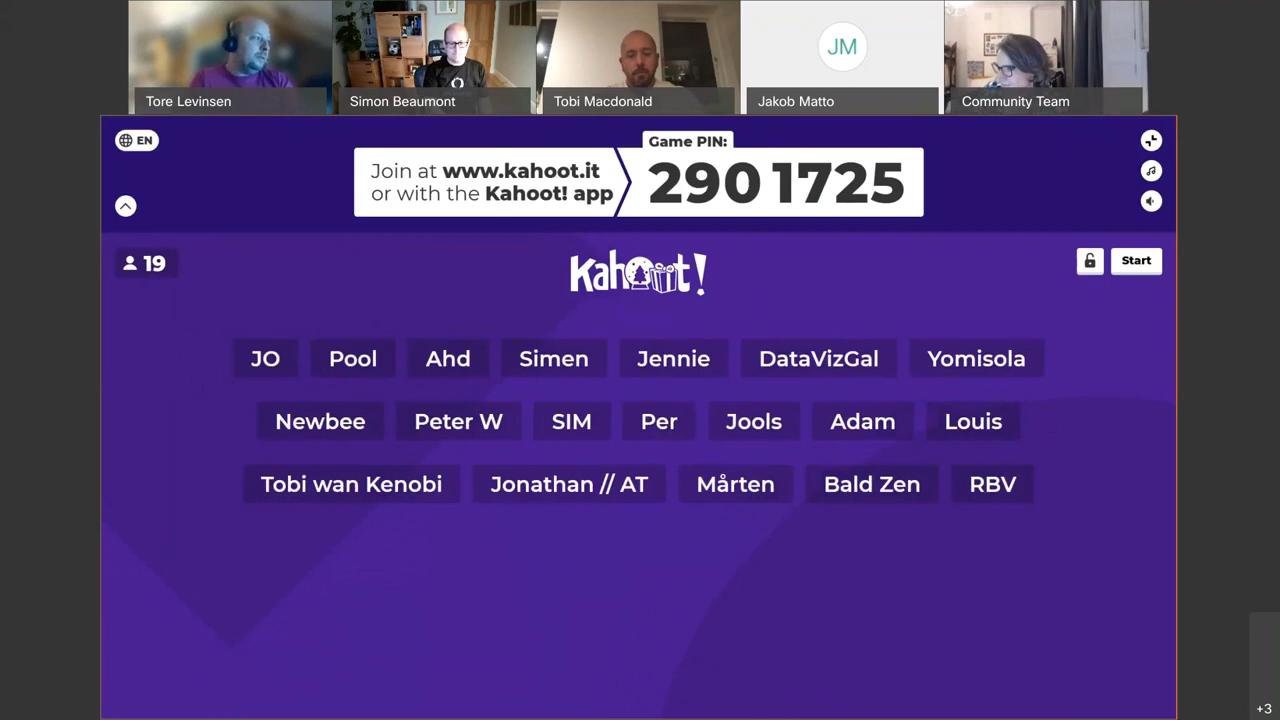 Tore Levinsen
Simon Beaumont
Tobi Macdonald
JM
Jakob Matto
Community Team
EN
Game PIN:
Join at www.kahoot.it
or with the Kahoot! app
290 1725
19
Kahoot!
Start
JO Pool Ahd Simen Jennie DataVizGal Yomisola
Newbee Peter W SIM Per Jools Adam Louis
Tobi wan Kenobi Jonathan // AT Mårten Bald Zen RBV
+3